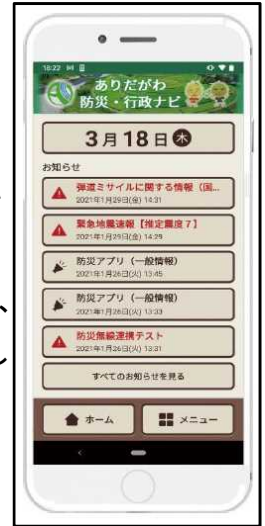 18:22
ありだがわ
防災・行政ナビ
3月18日 木
お知らせ
弾道ミサイルに関する情報（国...
2021年1月29日(金) 14:31
緊急地震速報【推定震度7】
2021年1月29日(金) 14:29
防災アプリ（一般情報）
2021年1月26日(火) 13:45
防災アプリ（一般情報）
2021年1月26日(火) 13:33
防災無線連携テスト
2021年1月26日(火) 13:31
すべてのお知らせを見る
ホーム
メニュー